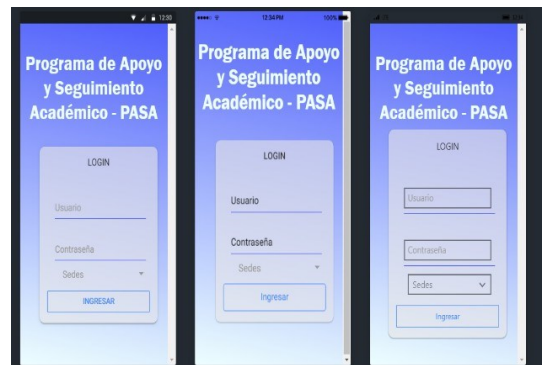 12:30
Programa de Apoyo
y Seguimiento
Académico - PASA
LOGIN
Usuario
Contraseña
Sedes
INGRESAR
12:34 PM
100%
Programa de Apoyo
y Seguimiento
Académico - PASA
LOGIN
Usuario
Contraseña
Sedes
Ingresar
Programa de Apoyo
y Seguimiento
Académico - PASA
LOGIN
Usuario
Contraseña
Sedes
Ingresar